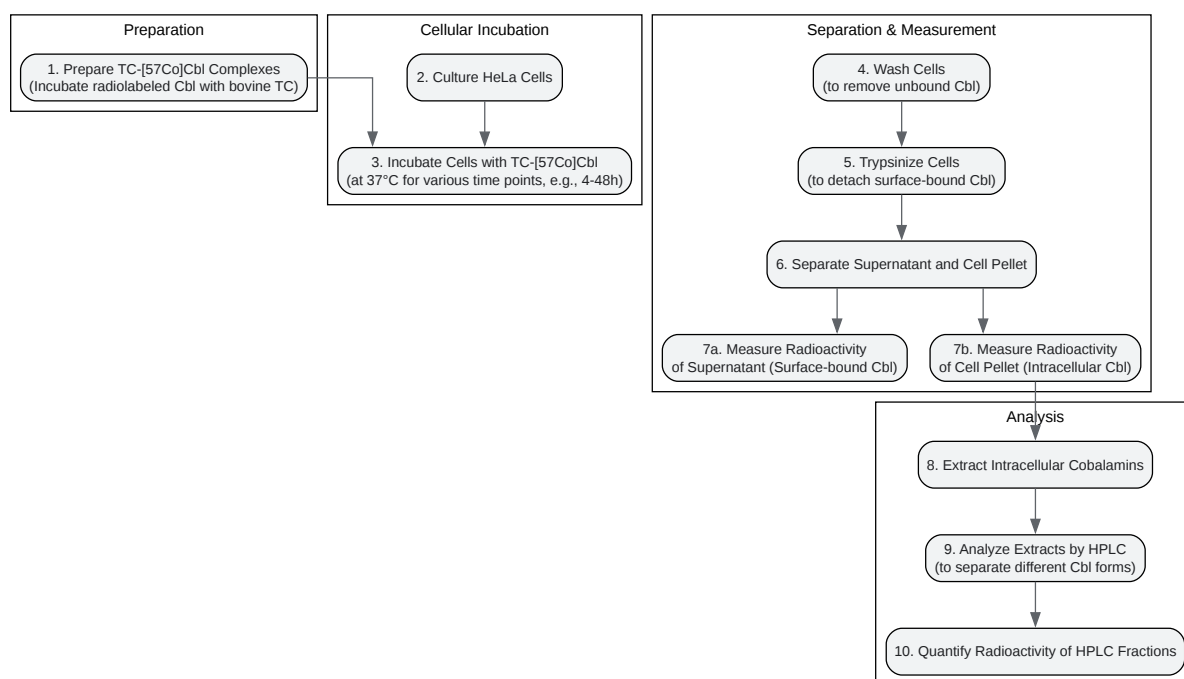 Preparation
1. Prepare TC-[57Co]Cbl Complexes
(Incubate radiolabeled Cbl with bovine TC)
Cellular Incubation
2. Culture HeLa Cells
3. Incubate Cells with TC-[57Co]Cbl
(at 37°C for various time points, e.g., 4-48h)
Separation & Measurement
4. Wash Cells
(to remove unbound Cbl)
5. Trypsinize Cells
(to detach surface-bound Cbl)
6. Separate Supernatant and Cell Pellet
7a. Measure Radioactivity
of Supernatant (Surface-bound Cbl)
7b. Measure Radioactivity
of Cell Pellet (Intracellular Cbl)
Analysis
8. Extract Intracellular Cobalamins
9. Analyze Extracts by HPLC
(to separate different Cbl forms)
10. Quantify Radioactivity of HPLC Fractions